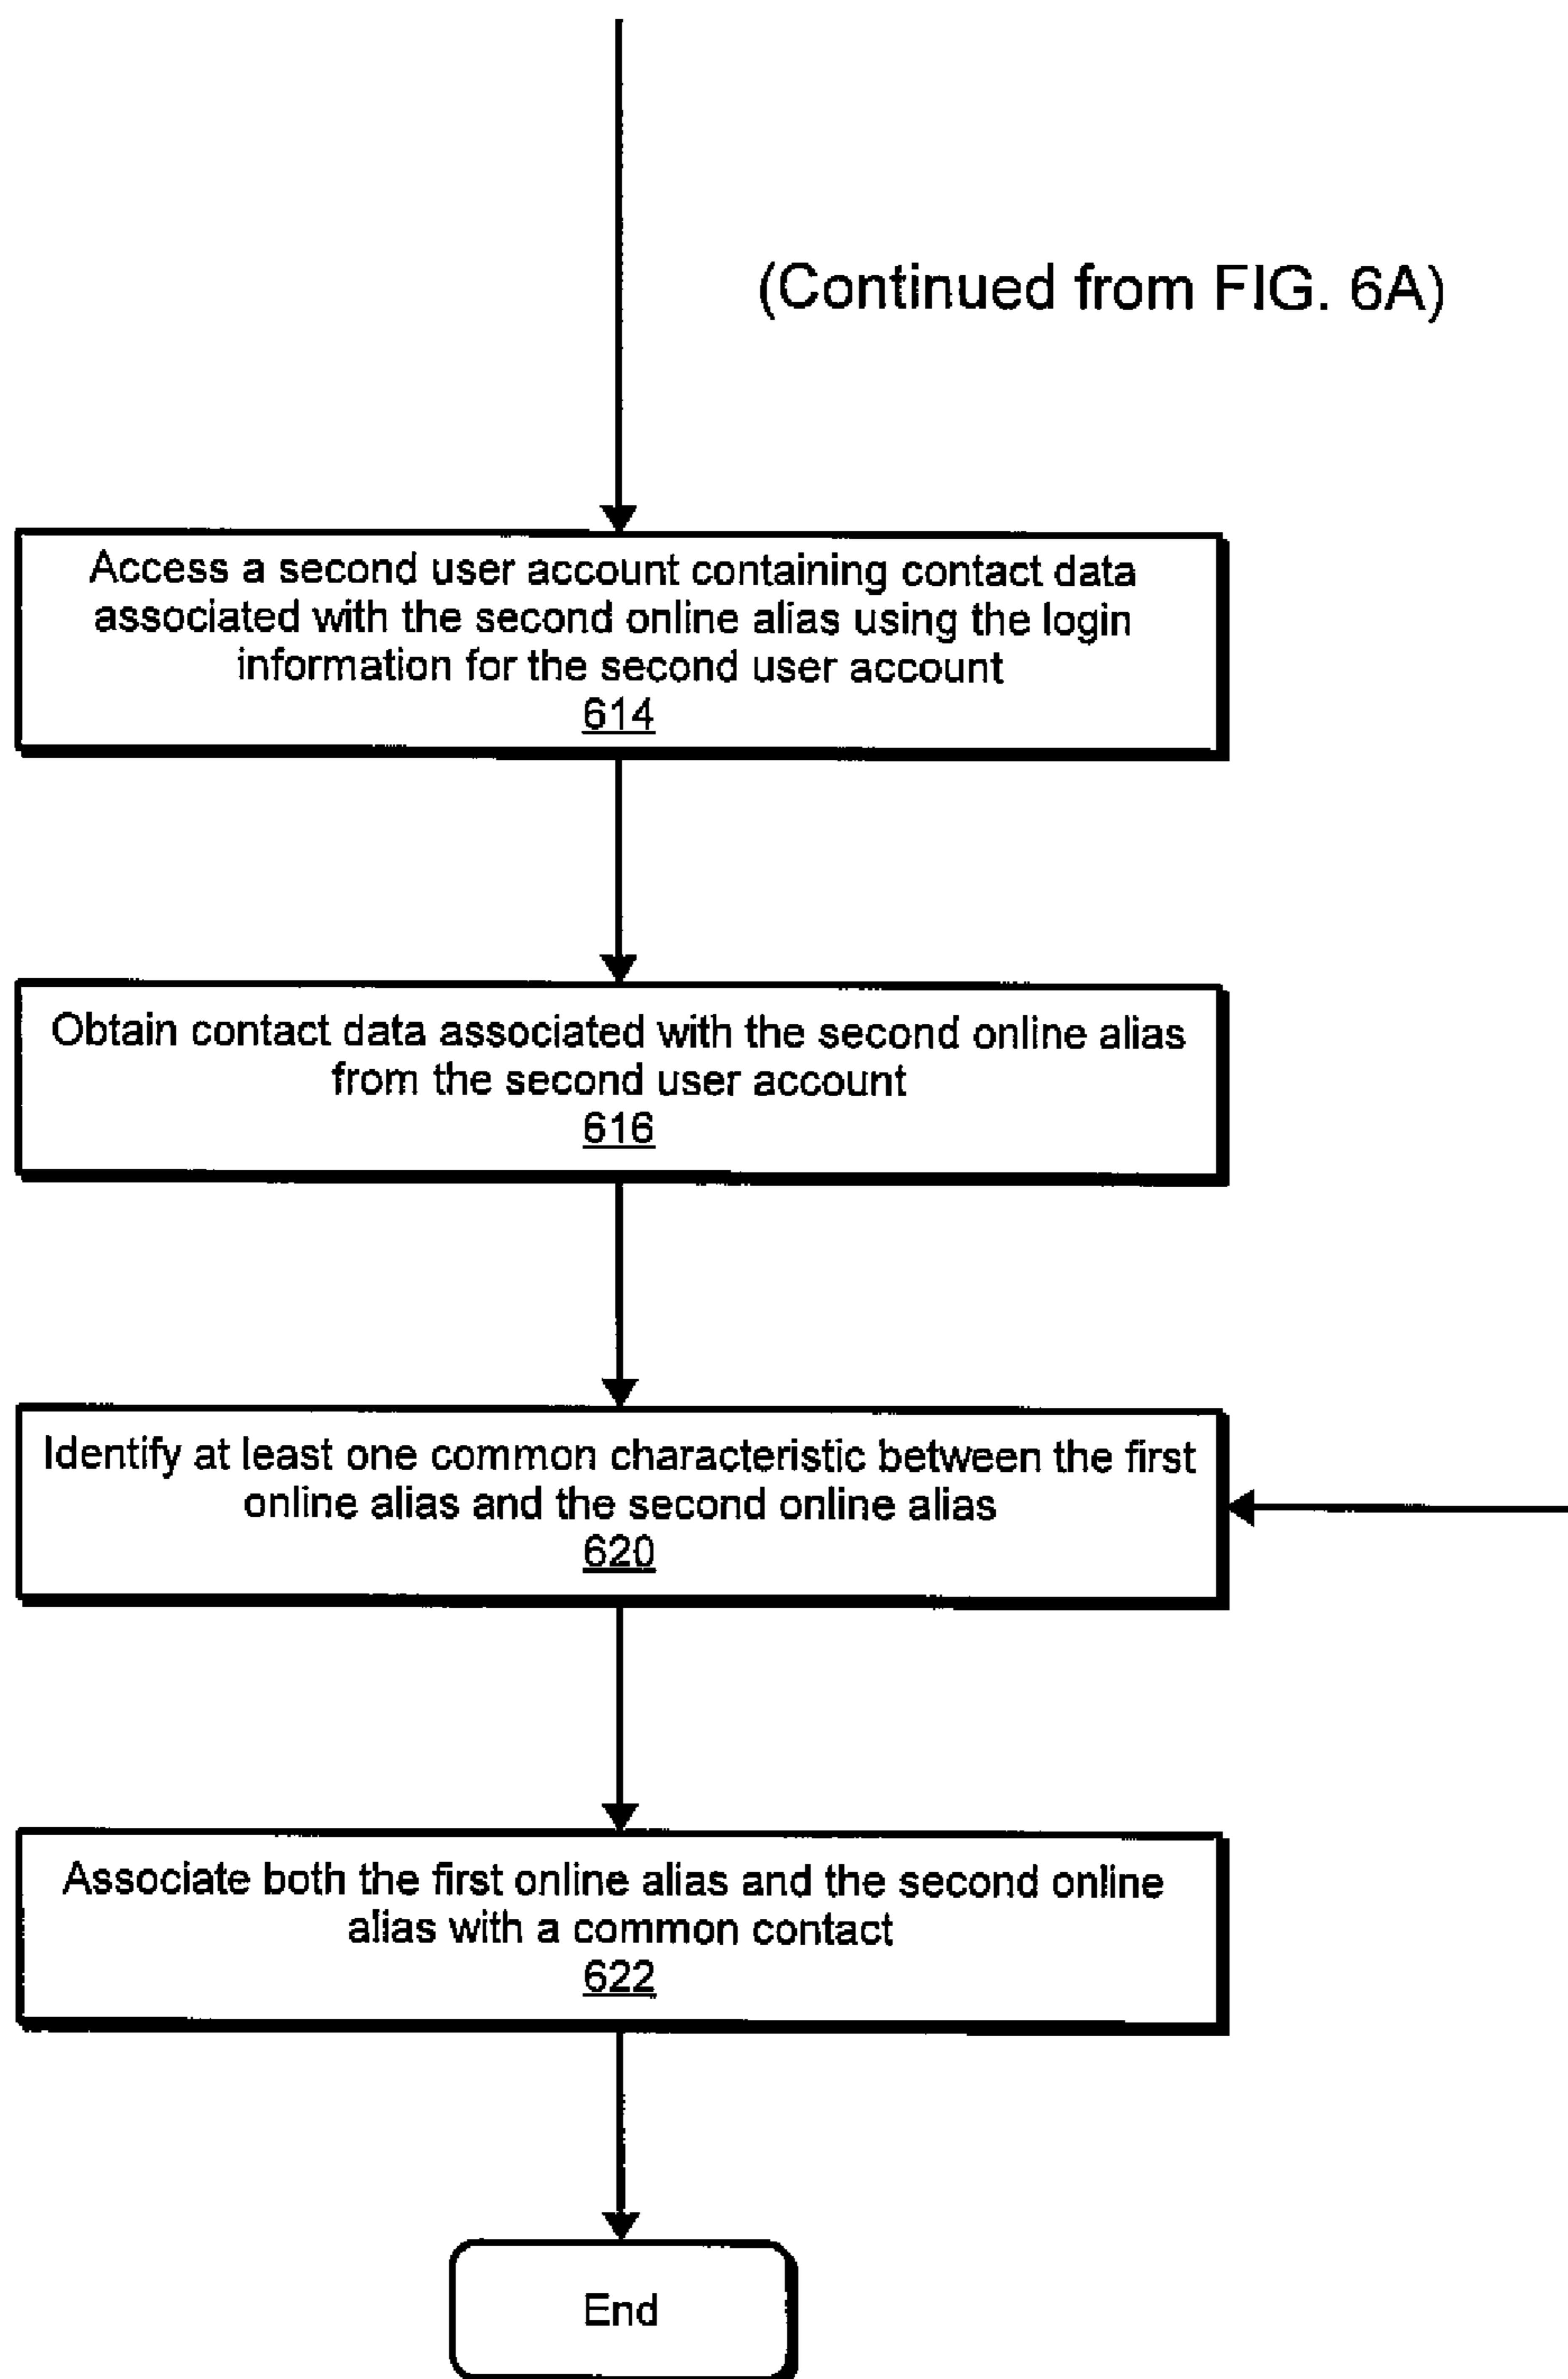 (Continued from FIG. 6A)
Access a second user account containing contact data
associated with the second online alias using the login
information for the second user account
614
Obtain contact data associated with the second online alias
from the second user account
616
Identify at least one common characteristic between the first
online alias and the second online alias
620
Associate both the first online alias and the second online
alias with a common contact
622
End